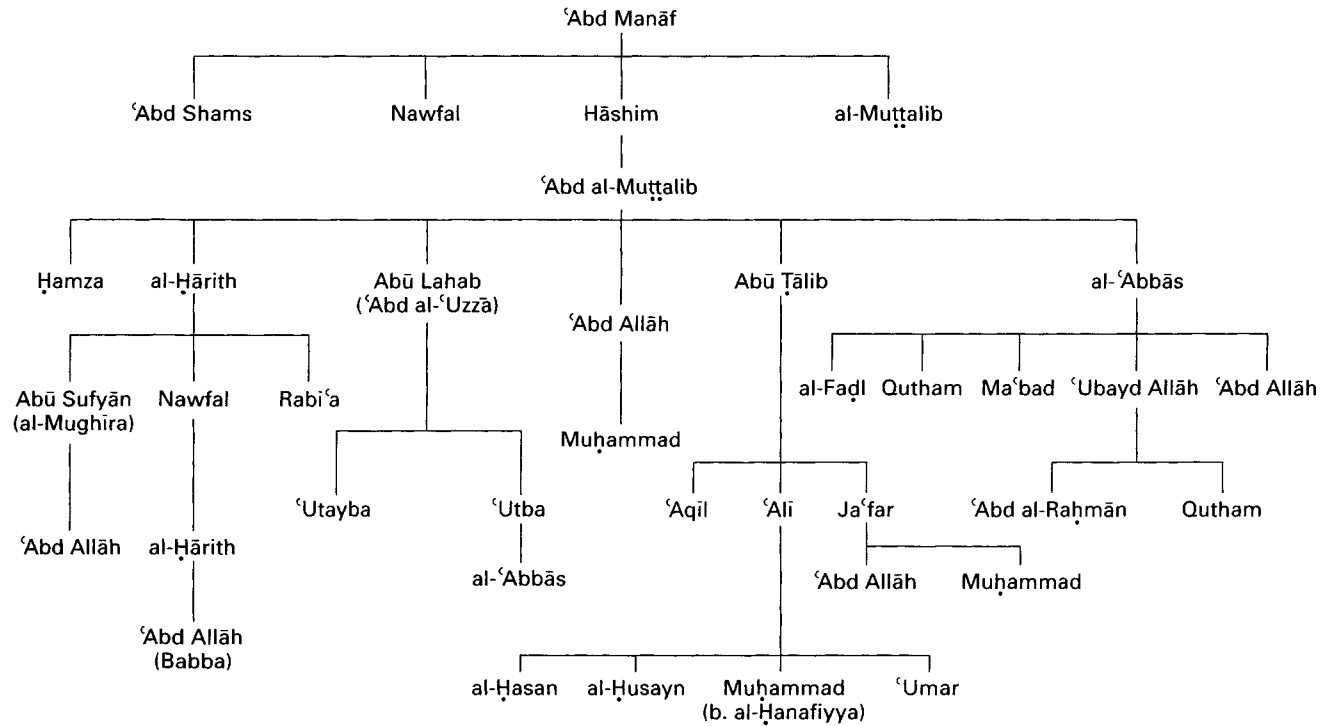 ʿAbd Manāf
ʿAbd Shams Nawfal Hāshim al-Muṭṭalib
ʿAbd al-Muṭṭalib
Ḥamza al-Ḥārith Abū Lahab Abū Ṭālib al-ʿAbbās
(ʿAbd al-ʿUzzā)
ʿAbd Allāh
Abū Sufyān Nawfal Rabiʿa al-Faḍl Qutham Maʿbad ʿUbayd Allāh ʿAbd Allāh
(al-Mughīra)
Muḥammad
ʿUtayba ʿUtba ʿAqīl ʿAlī Jaʿfar ʿAbd al-Raḥmān Qutham
ʿAbd Allāh al-Ḥārith
al-ʿAbbās ʿAbd Allāh Muḥammad
ʿAbd Allāh
(Babba)
al-Ḥasan al-Ḥusayn Muḥammad ʿUmar
(b. al-Ḥanafiyya)